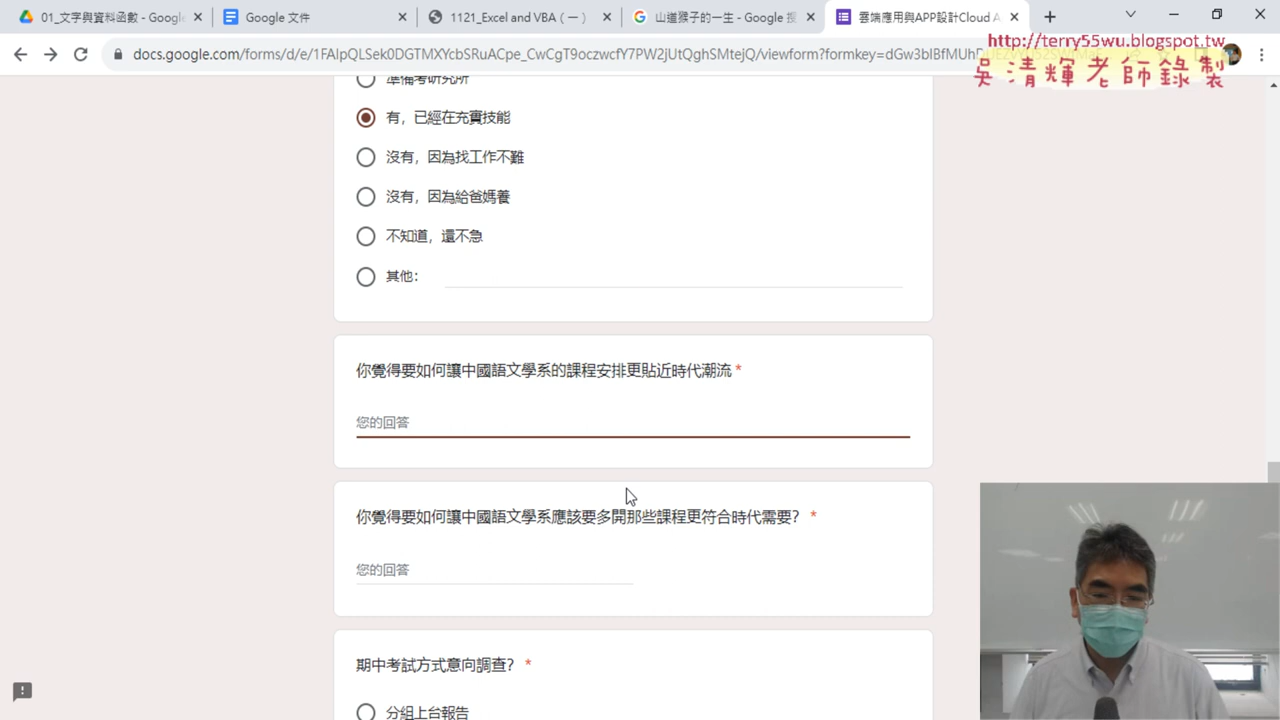 01_文字與資料函數 - Google
Google 文件
1121_Excel and VBA（一）
山道猴子的一生 - Google 搜
雲端應用與APP設計Cloud A
docs.google.com/forms/d/e/1FAIpQLSek0DGTMXYcbSRuACpe_CwCgT9oczwcfY7PW2jUtQghSMtejQ/viewform?formkey=dGw3blBfMUh
http://terry55wu.blogspot.tw
吳清輝老師錄製
準備考研究所
有，已經在充實技能
沒有，因為找工作不難
沒有，因為給爸媽養
不知道，還不急
其他：
你覺得要如何讓中國語文學系的課程安排更貼近時代潮流 *
您的回答
你覺得要如何讓中國語文學系應該要多開那些課程更符合時代需要? *
您的回答
期中考試方式意向調查? *
分組上台報告